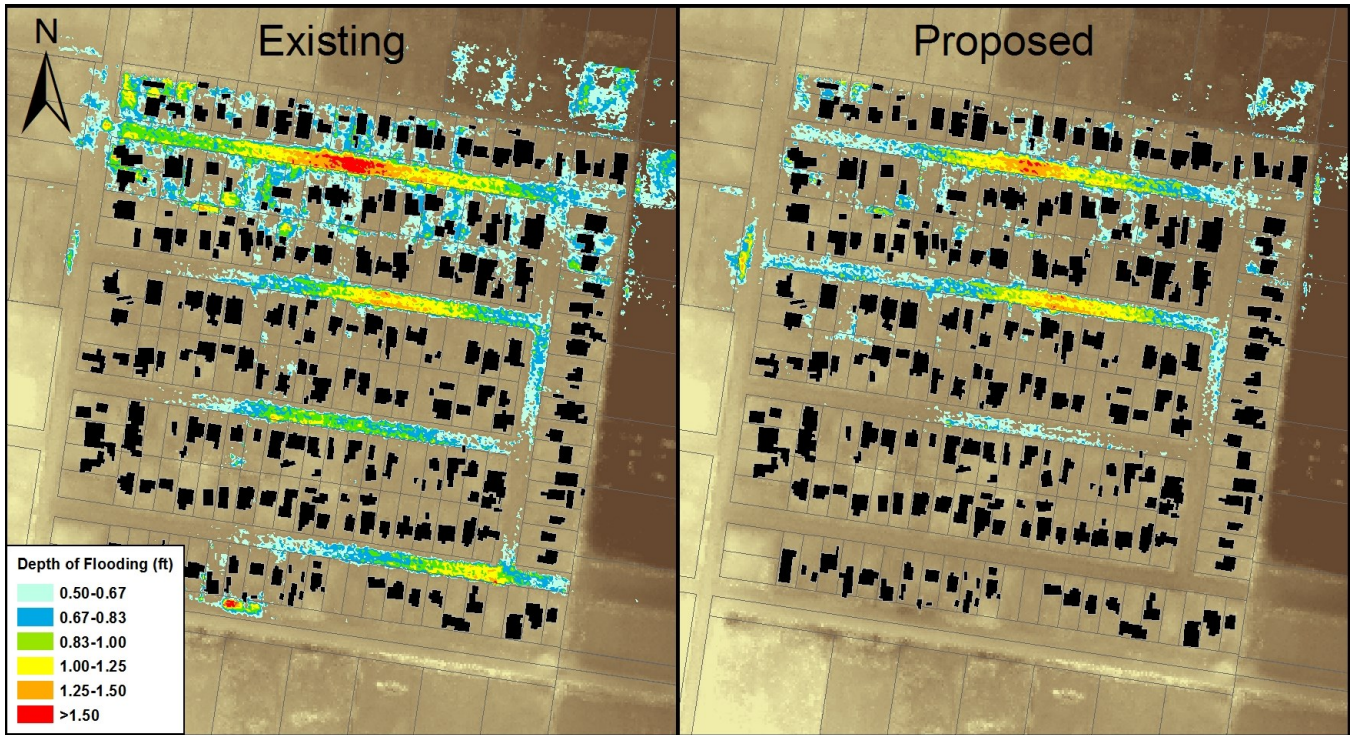 N
Existing
Proposed
Depth of Flooding (ft)
0.50-0.67
0.67-0.83
0.83-1.00
1.00-1.25
1.25-1.50
>1.50